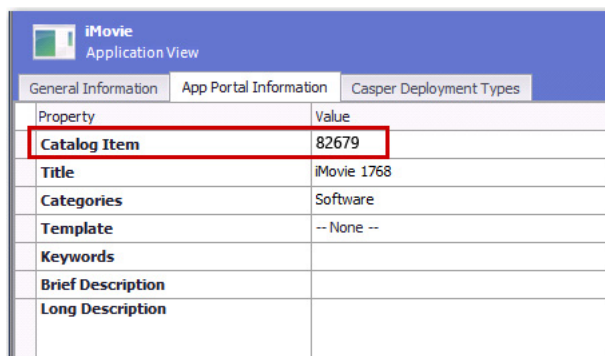 iMovie
Application View
General Information App Portal Information Casper Deployment Types
Property Value
Catalog Item 82679
Title iMovie 1768
Categories Software
Template -- None --
Keywords
Brief Description
Long Description